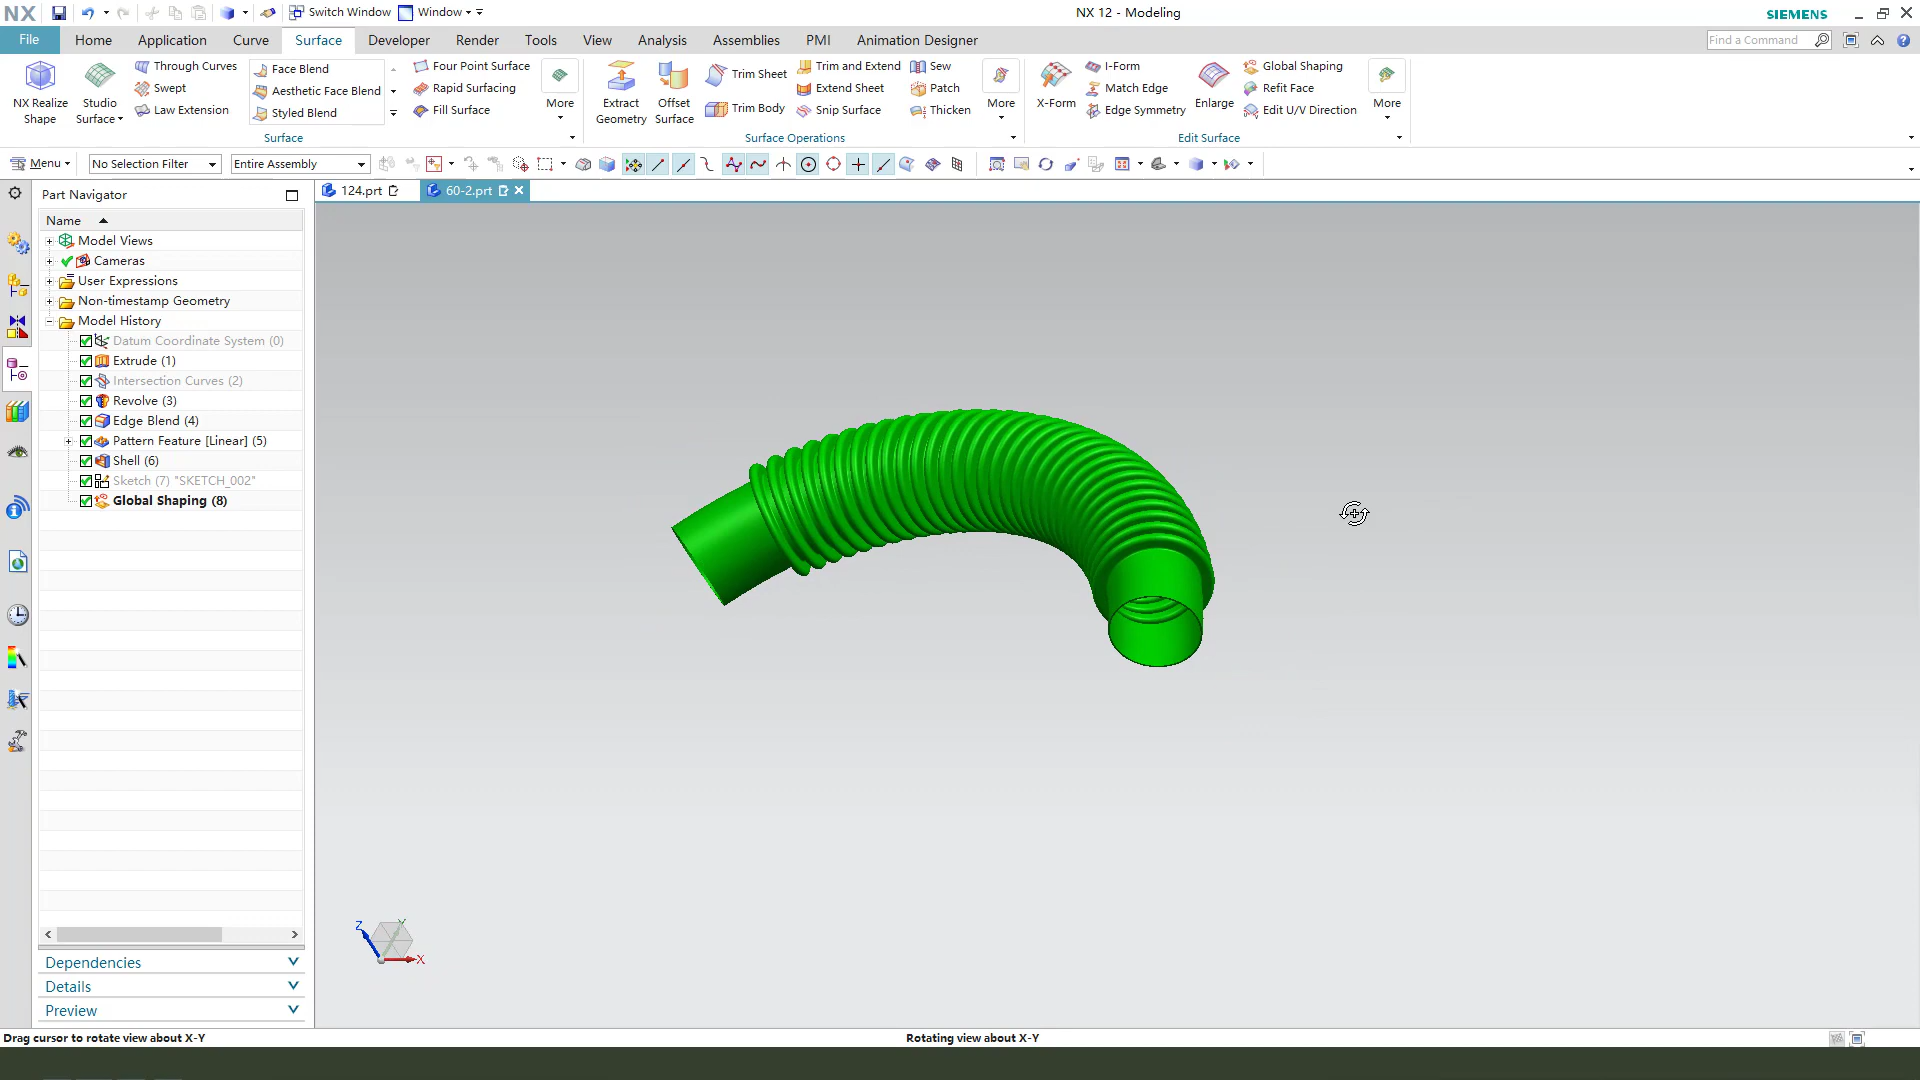 NX Switch Window Window NX 12 - Modeling SIEMENS
File Home Application Curve Surface Developer Render Tools View Analysis Assemblies PMI Animation Designer Find a Command
NX Realize Shape
Studio Surface
Through Curves
Swept
Law Extension
Face Blend
Aesthetic Face Blend
Styled Blend
Four Point Surface
Rapid Surfacing
Fill Surface
More
Surface
Extract Geometry
Offset Surface
Trim Sheet
Trim Body
Trim and Extend
Extend Sheet
Snip Surface
Sew
Patch
Thicken
More
Surface Operations
X-Form
I-Form
Match Edge
Edge Symmetry
Enlarge
Global Shaping
Refit Face
Edit U/V Direction
More
Edit Surface
Menu No Selection Filter Entire Assembly
Part Navigator
124.prt 60-2.prt
Name
Model Views
Cameras
User Expressions
Non-timestamp Geometry
Model History
Datum Coordinate System (0)
Extrude (1)
Intersection Curves (2)
Revolve (3)
Edge Blend (4)
Pattern Feature [Linear] (5)
Shell (6)
Sketch (7) "SKETCH_002"
Global Shaping (8)
Z Y X
Dependencies
Details
Preview
Drag cursor to rotate view about X-Y Rotating view about X-Y